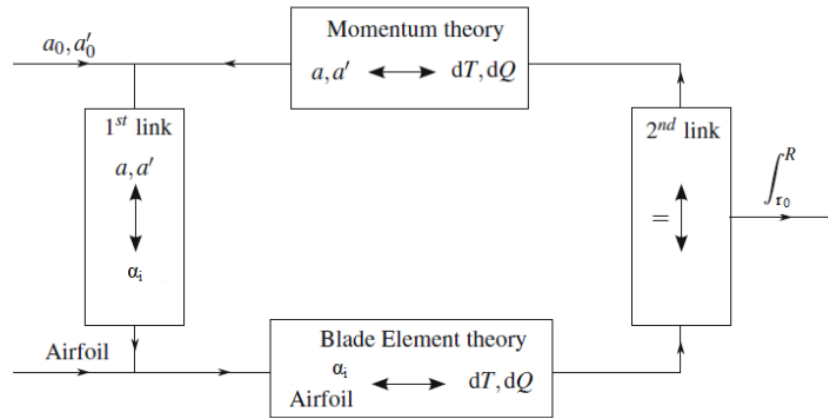 a₀, a′₀
Momentum theory
a, a′ ⟷ dT, dQ
1ˢᵗ link
a, a′
αᵢ
2ⁿᵈ link
=
∫ᵣ₀ᴿ
Airfoil
Blade Element theory
αᵢ
Airfoil ⟷ dT, dQ